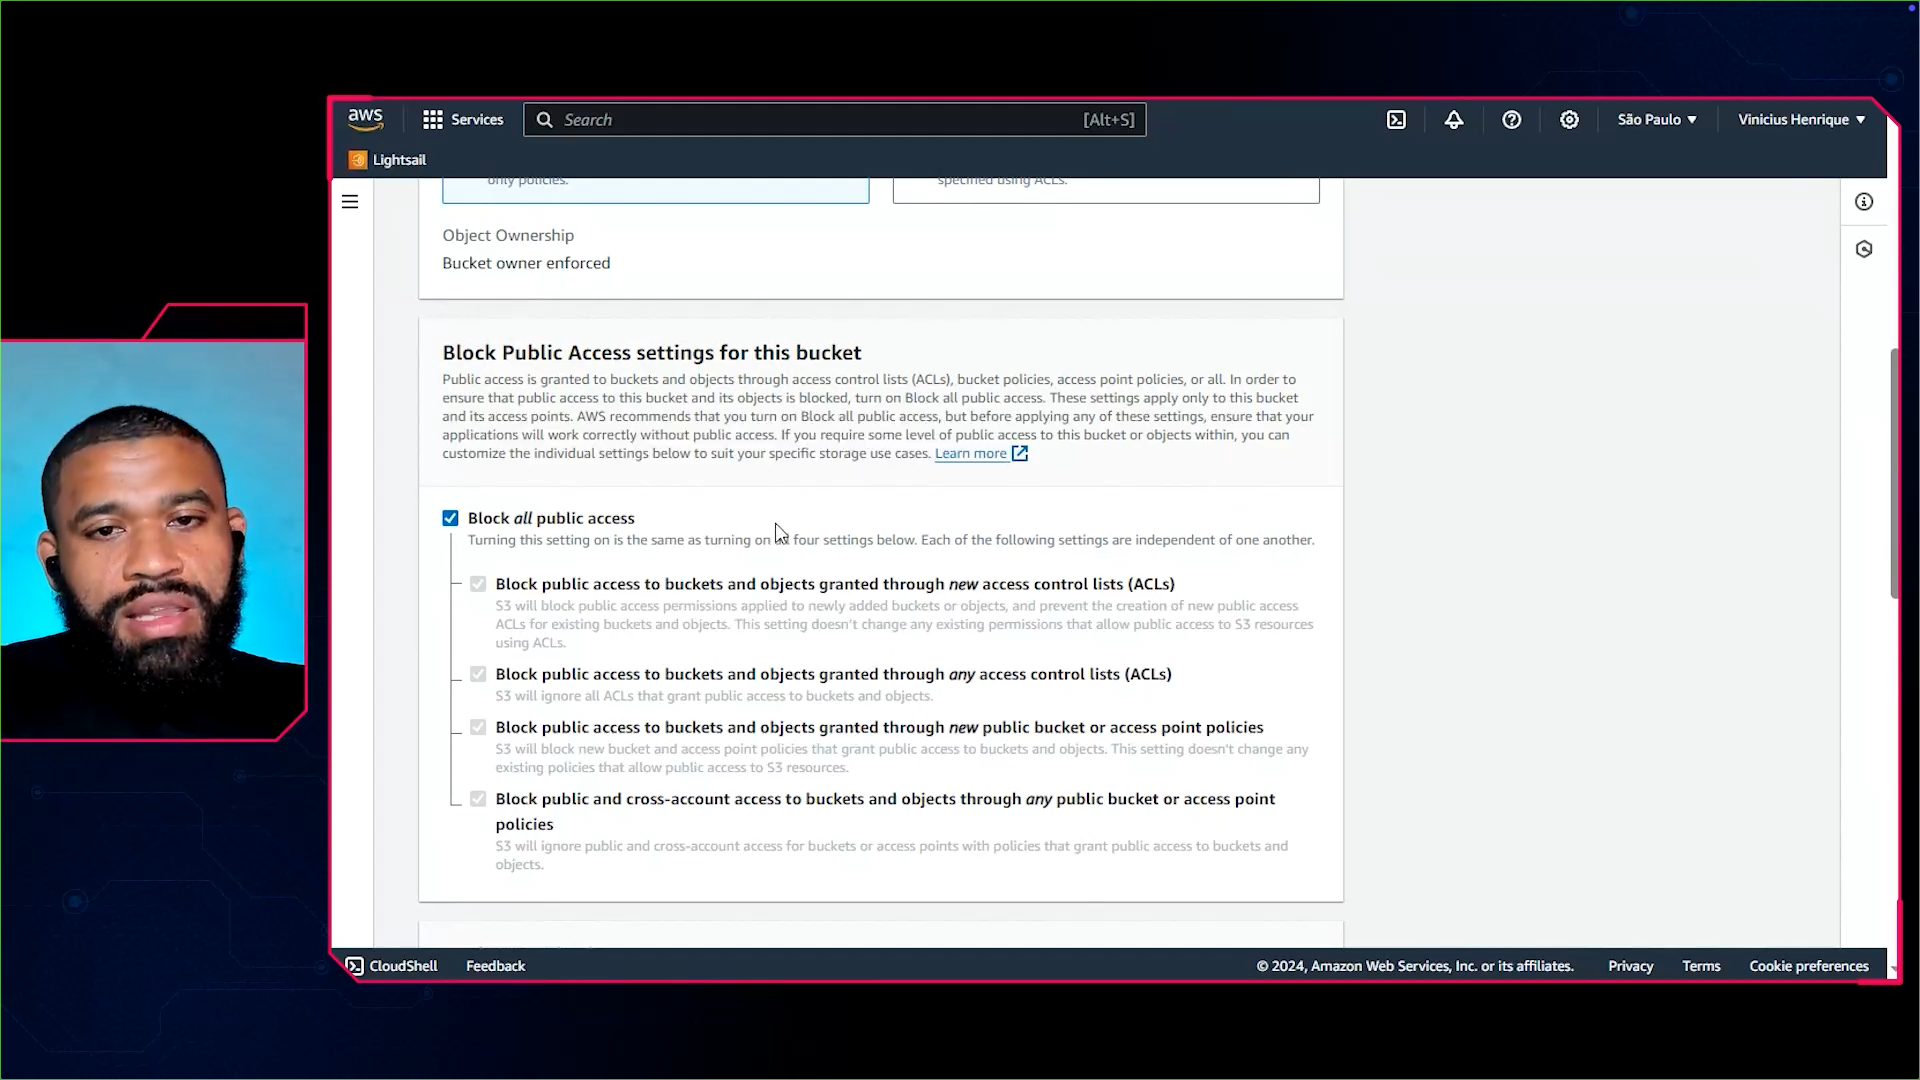 aws
Services
Search
[Alt+S]
São Paulo
Vinicius Henrique
Lightsail
only policies.
specified using ACLs.
Object Ownership
Bucket owner enforced
Block Public Access settings for this bucket
Public access is granted to buckets and objects through access control lists (ACLs), bucket policies, access point policies, or all. In order to
ensure that public access to this bucket and its objects is blocked, turn on Block all public access. These settings apply only to this bucket
and its access points. AWS recommends that you turn on Block all public access, but before applying any of these settings, ensure that your
applications will work correctly without public access. If you require some level of public access to this bucket or objects within, you can
customize the individual settings below to suit your specific storage use cases. Learn more
Block all public access
Turning this setting on is the same as turning on all four settings below. Each of the following settings are independent of one another.
Block public access to buckets and objects granted through new access control lists (ACLs)
S3 will block public access permissions applied to newly added buckets or objects, and prevent the creation of new public access
ACLs for existing buckets and objects. This setting doesn't change any existing permissions that allow public access to S3 resources
using ACLs.
Block public access to buckets and objects granted through any access control lists (ACLs)
S3 will ignore all ACLs that grant public access to buckets and objects.
Block public access to buckets and objects granted through new public bucket or access point policies
S3 will block new bucket and access point policies that grant public access to buckets and objects. This setting doesn't change any
existing policies that allow public access to S3 resources.
Block public and cross-account access to buckets and objects through any public bucket or access point
policies
S3 will ignore public and cross-account access for buckets or access points with policies that grant public access to buckets and
objects.
CloudShell
Feedback
© 2024, Amazon Web Services, Inc. or its affiliates.
Privacy
Terms
Cookie preferences